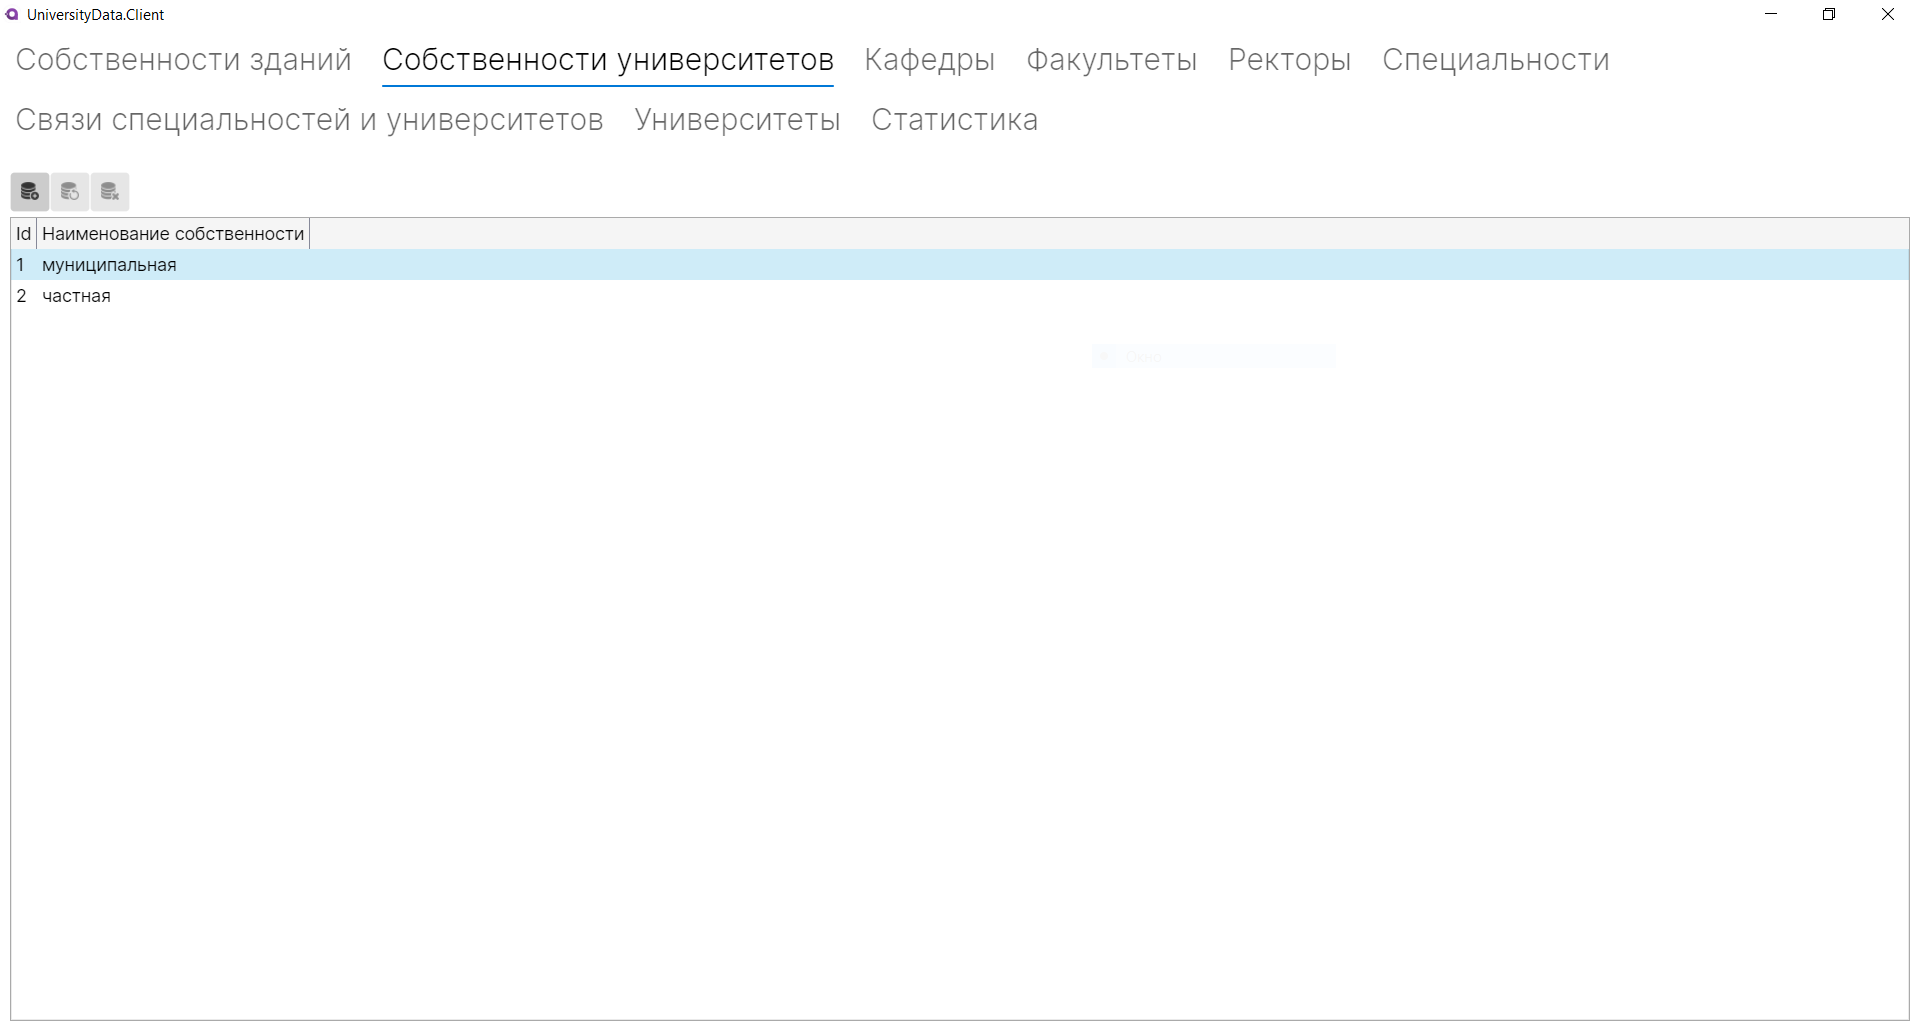 UniversityData.Client
Собственности зданий Собственности университетов Кафедры Факультеты Ректоры Специальности
Связи специальностей и университетов Университеты Статистика
Id Наименование собственности
1 муниципальная
2 частная